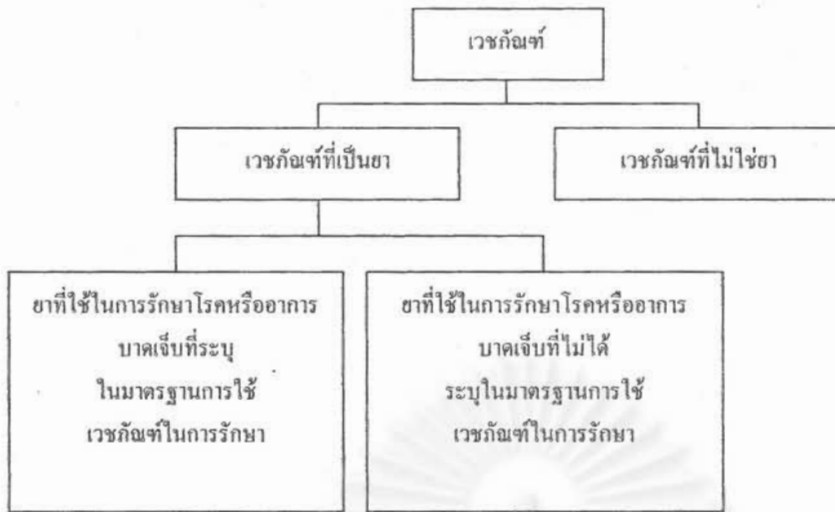 เวชภัณฑ์
เวชภัณฑ์ที่เป็นยา
เวชภัณฑ์ที่ไม่ใช่ยา
ยาที่ใช้ในการรักษาโรคหรืออาการ
บาดเจ็บที่ระบุ
ในมาตรฐานการใช้
เวชภัณฑ์ในการรักษา
ยาที่ใช้ในการรักษาโรคหรืออาการ
บาดเจ็บที่ไม่ได้
ระบุในมาตรฐานการใช้
เวชภัณฑ์ในการรักษา